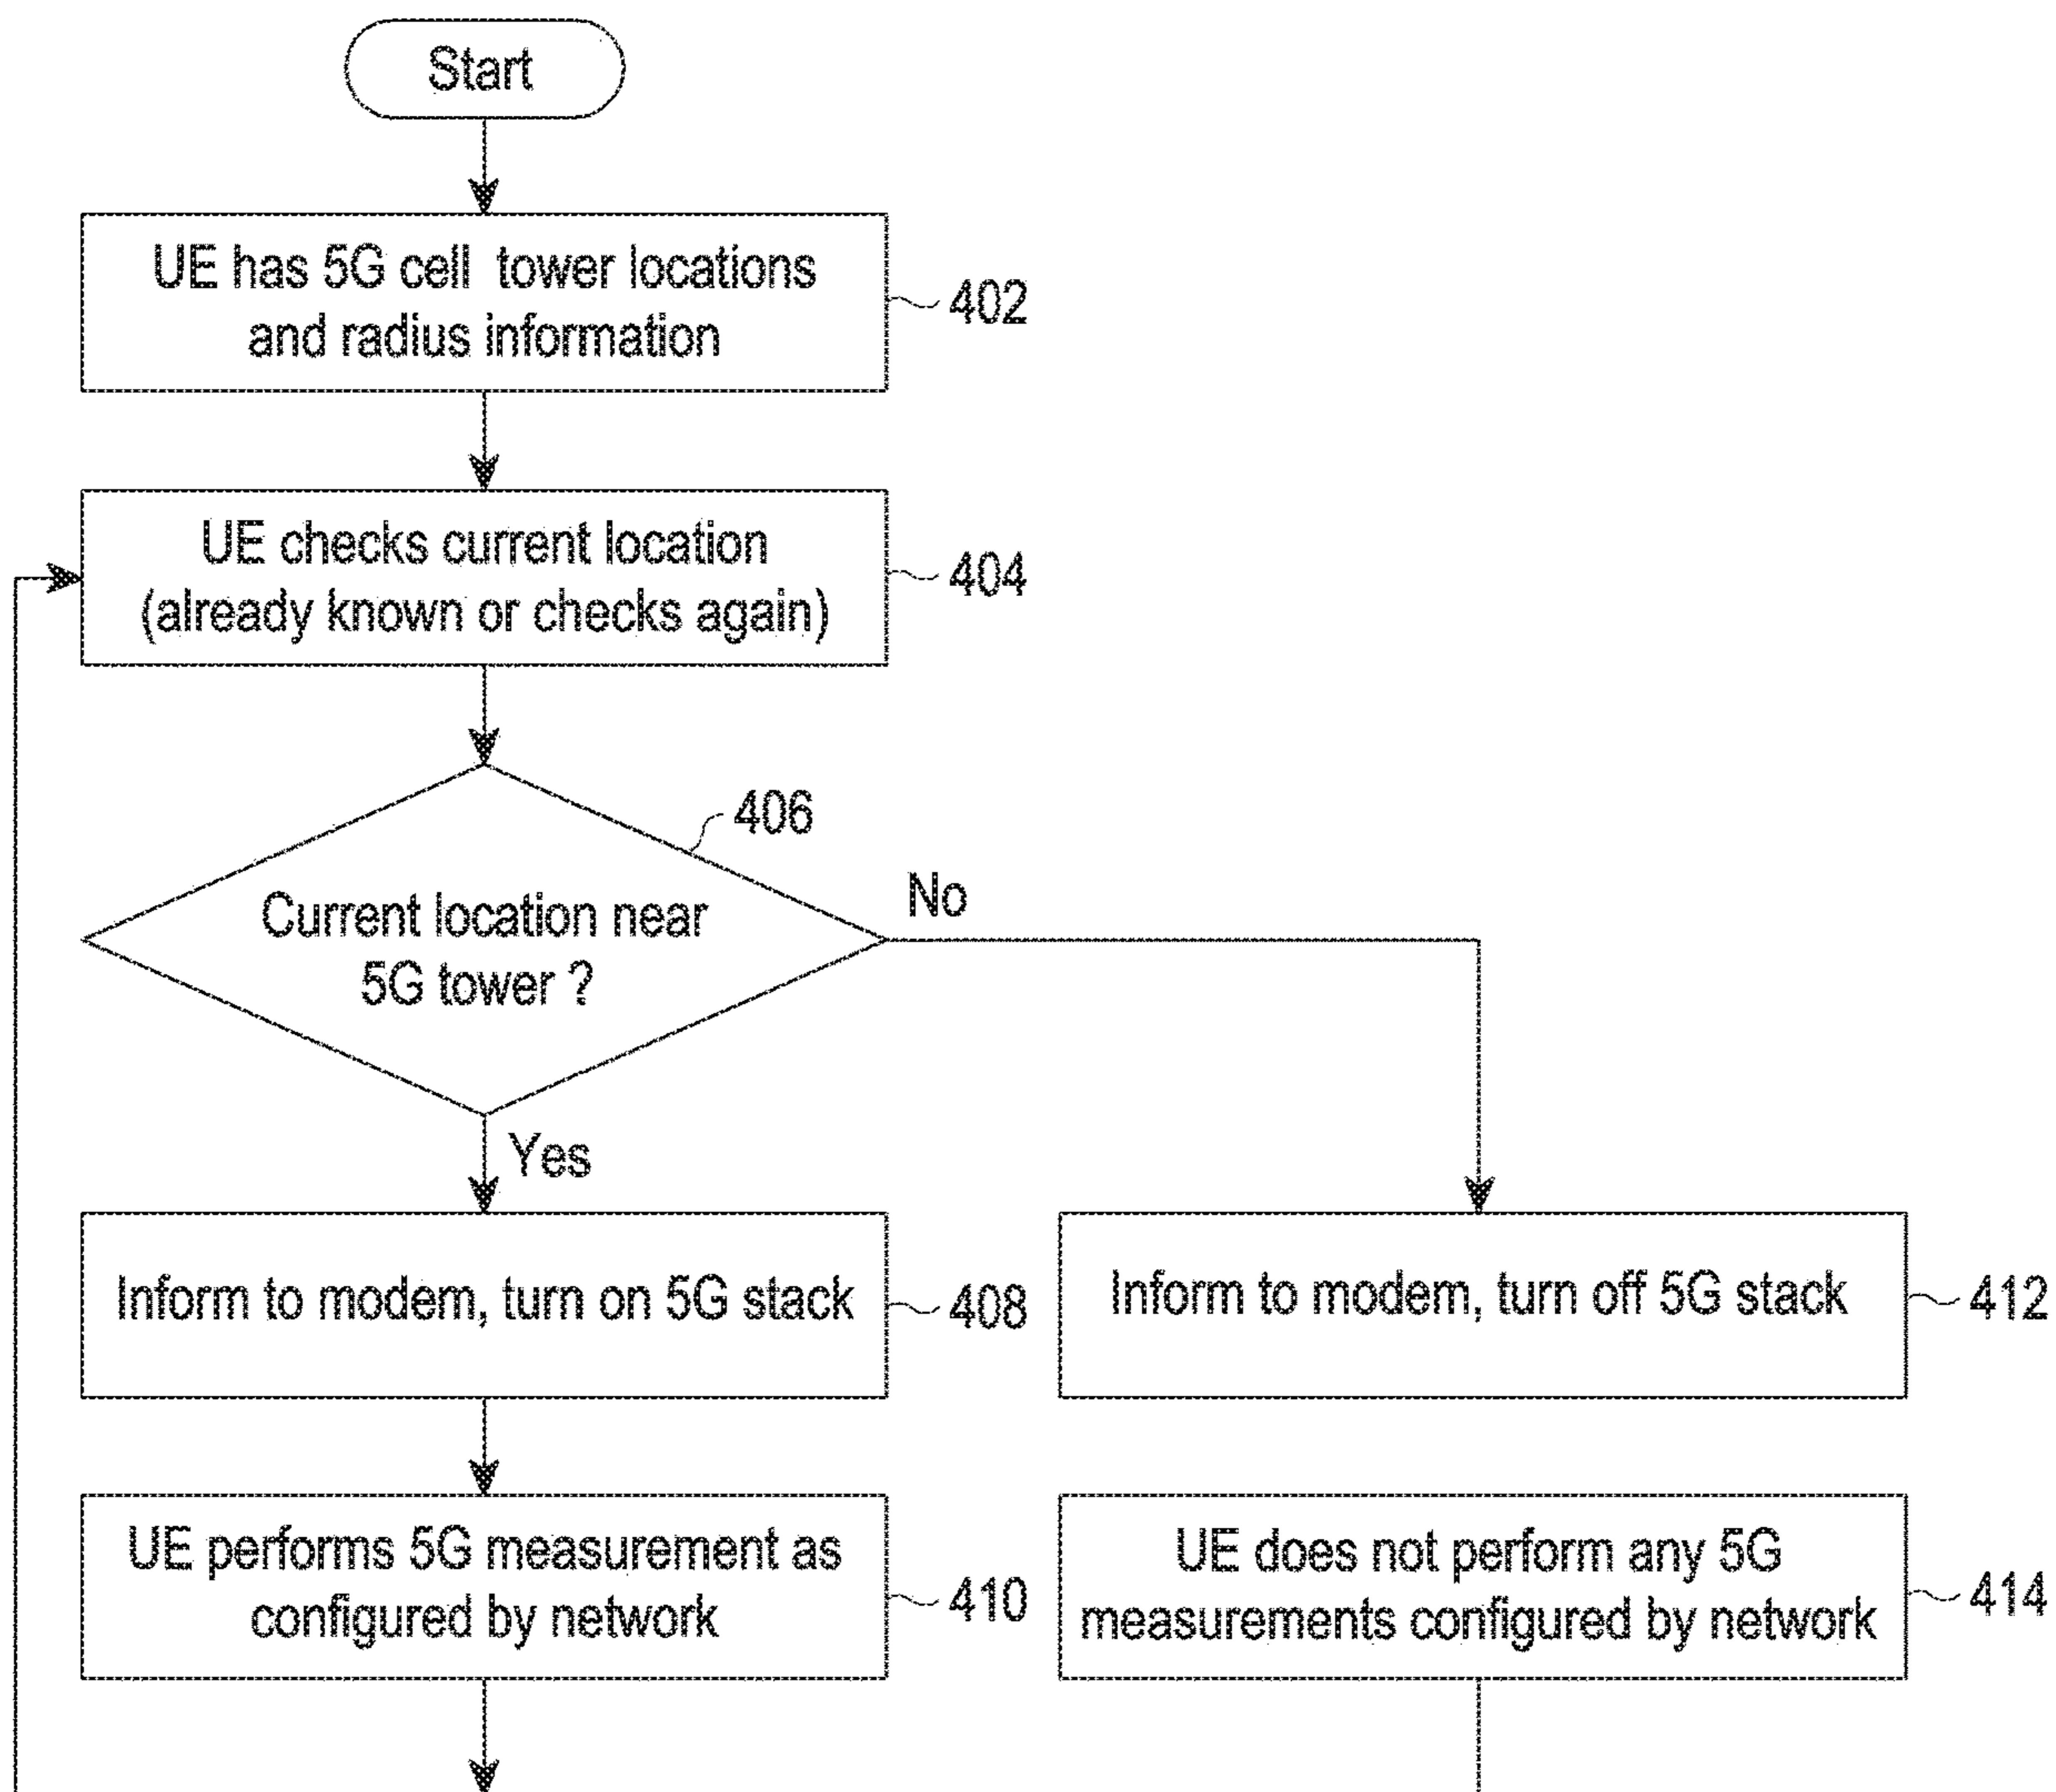 Start
UE has 5G cell tower locations
and radius information
402
UE checks current location
(already known or checks again)
404
406
Current location near
5G tower ?
No
Yes
Inform to modem, turn on 5G stack
408
Inform to modem, turn off 5G stack
412
UE performs 5G measurement as
configured by network
410
UE does not perform any 5G
measurements configured by network
414